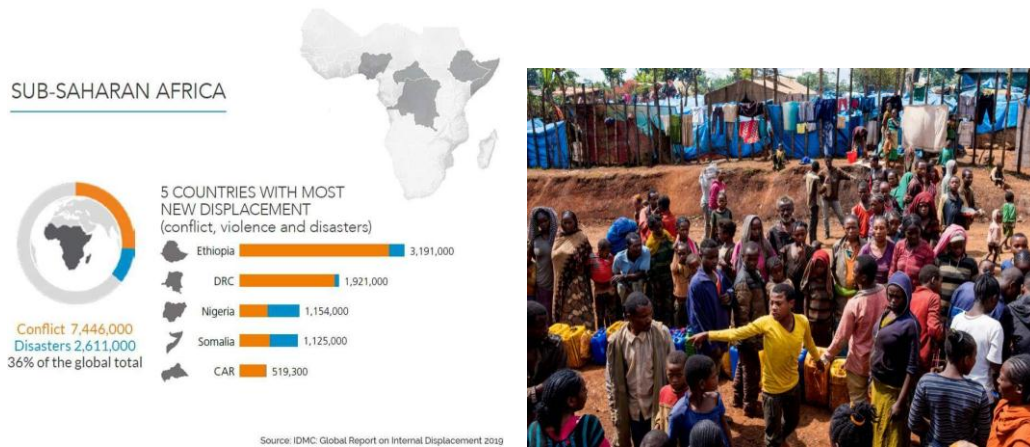 SUB-SAHARAN AFRICA
5 COUNTRIES WITH MOST
NEW DISPLACEMENT
(conflict, violence and disasters)
Ethiopia 3,191,000
DRC 1,921,000
Nigeria 1,154,000
Somalia 1,125,000
CAR 519,300
Conflict 7,446,000
Disasters 2,611,000
36% of the global total
Source: IDMC: Global Report on Internal Displacement 2019